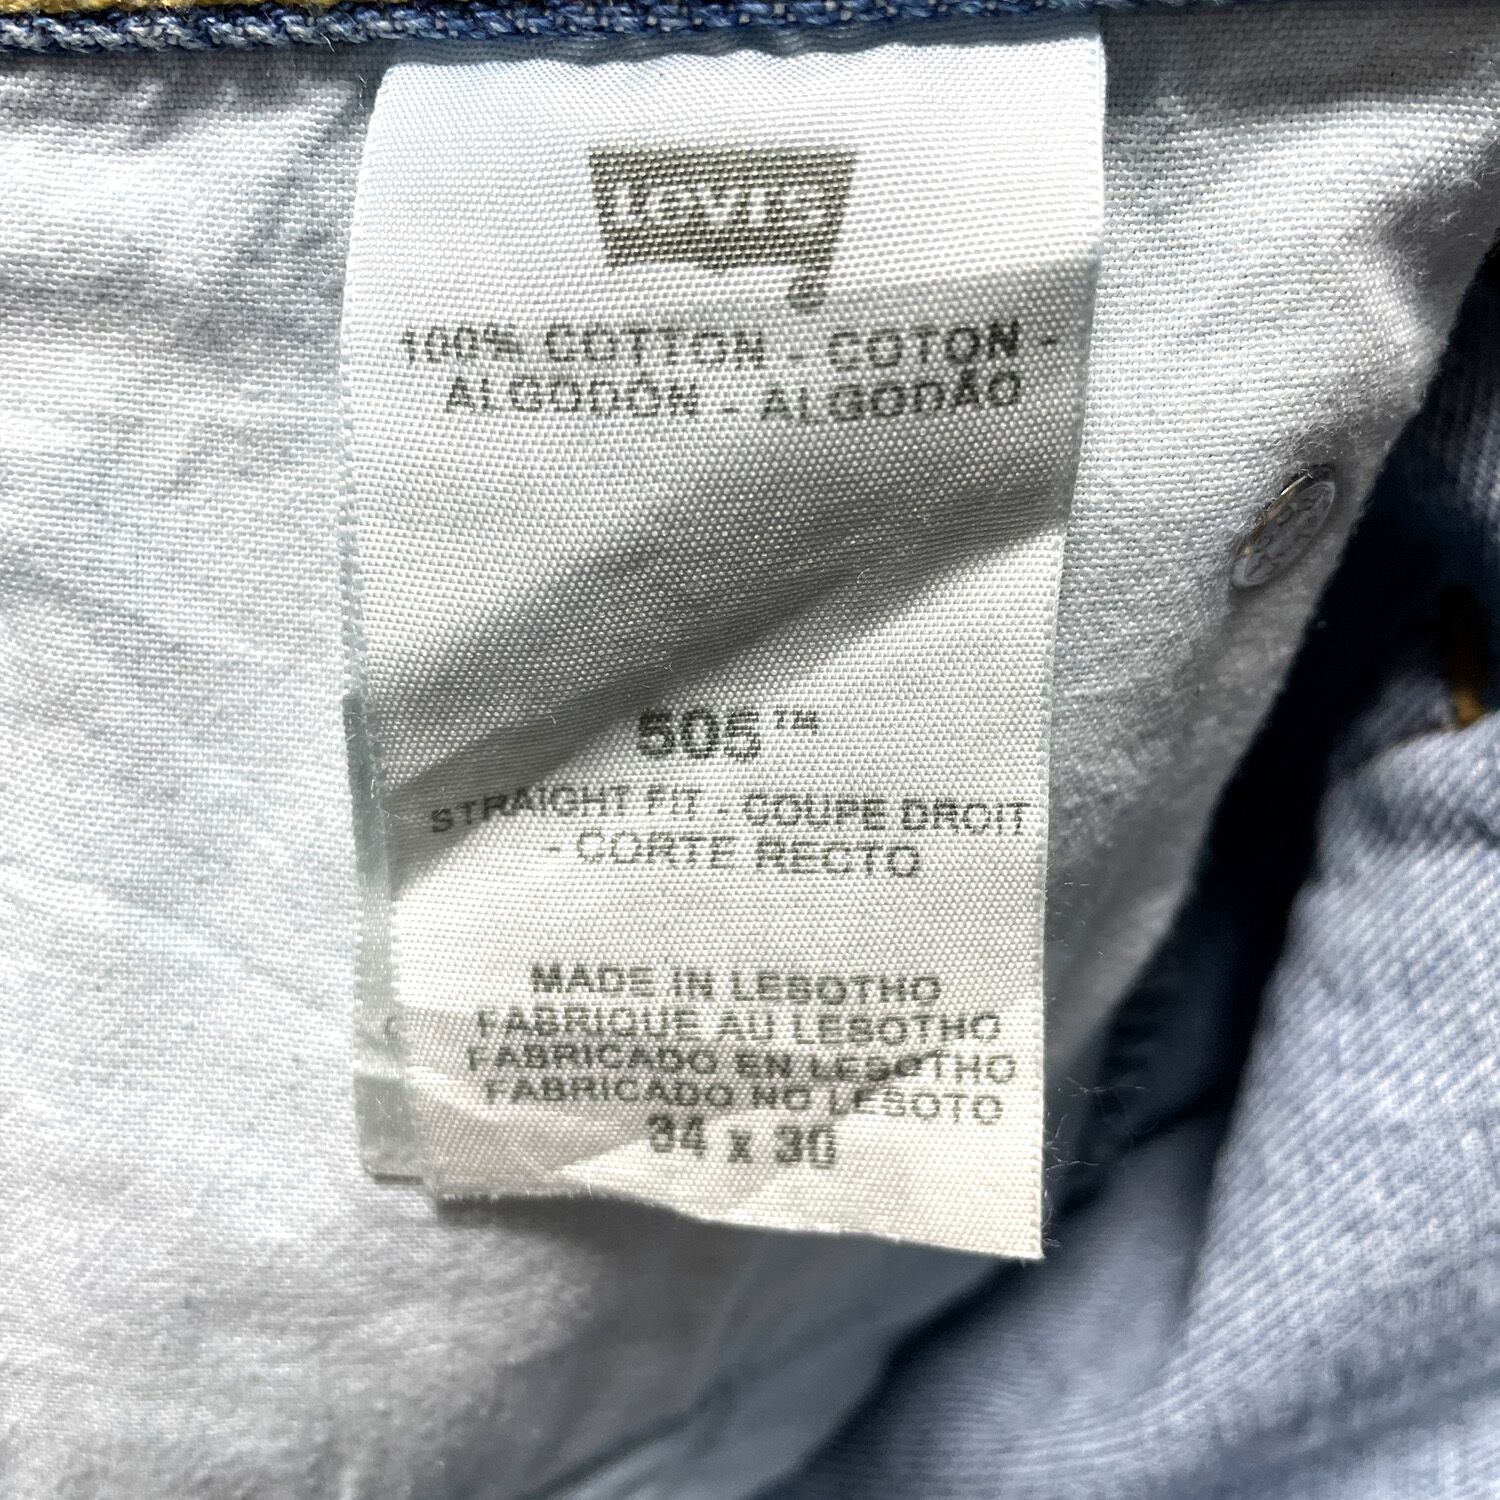 Levi's
100% COTTON - COTON -
ALGODÓN - ALGODÃO
505™
STRAIGHT FIT - COUPE DROIT
- CORTE RECTO
MADE IN LESOTHO
FABRIQUE AU LESOTHO
FABRICADO EN LESOTHO
FABRICADO NO LESOTO
34 x 30